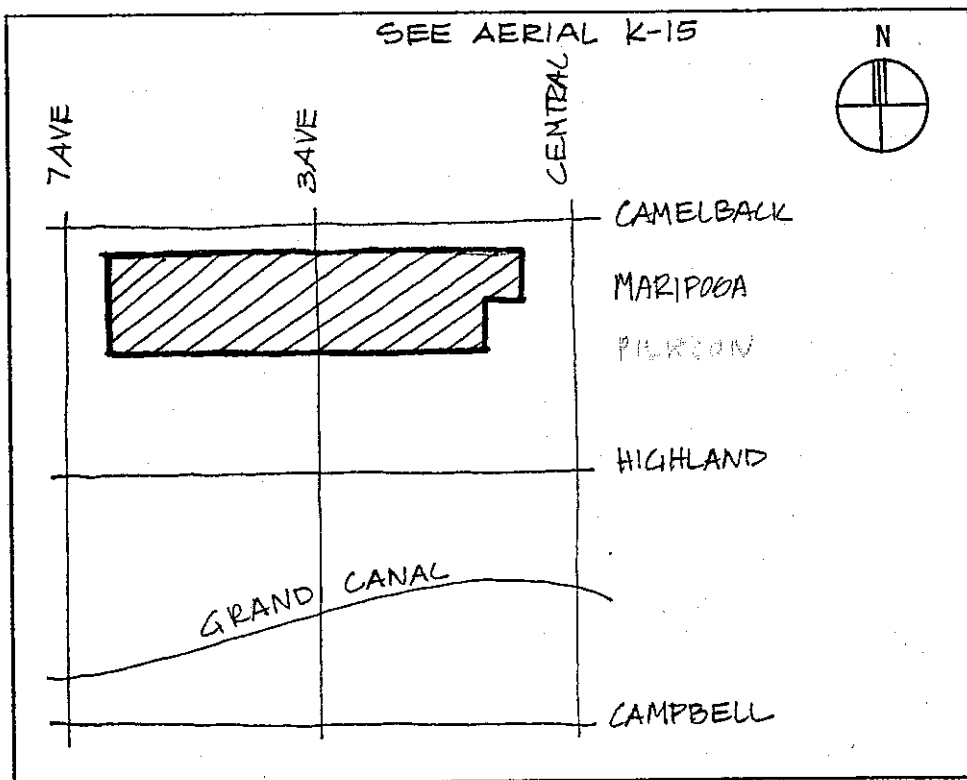 SEE AERIAL K-15
N
7AVE
3AVE
CENTRAL
CAMELBACK
MARIPOSA
HIGHLAND
GRAND CANAL
CAMPBELL